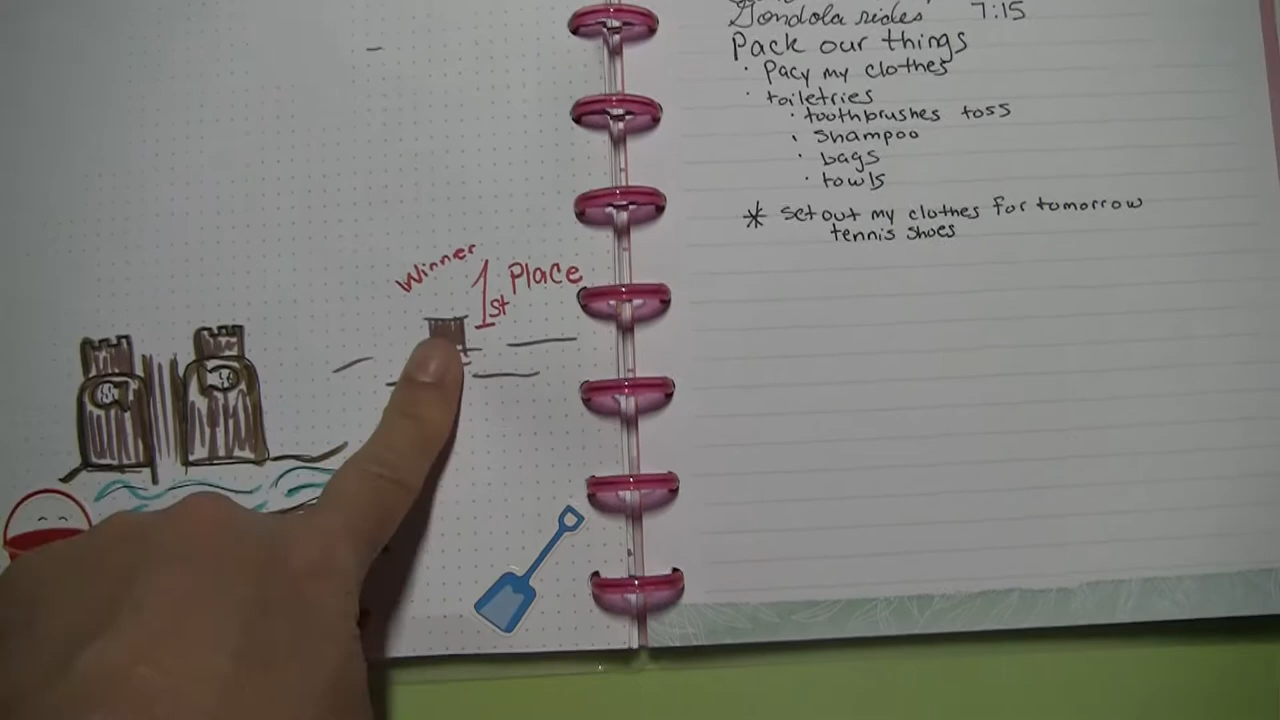 Winner
1st Place
Gondola rides 7:15
Pack our things
· Pacy my clothes
· toiletries
· toothbrushes toss
· Shampoo
· bags
· towls
* Set out my clothes for tomorrow
tennis shoes